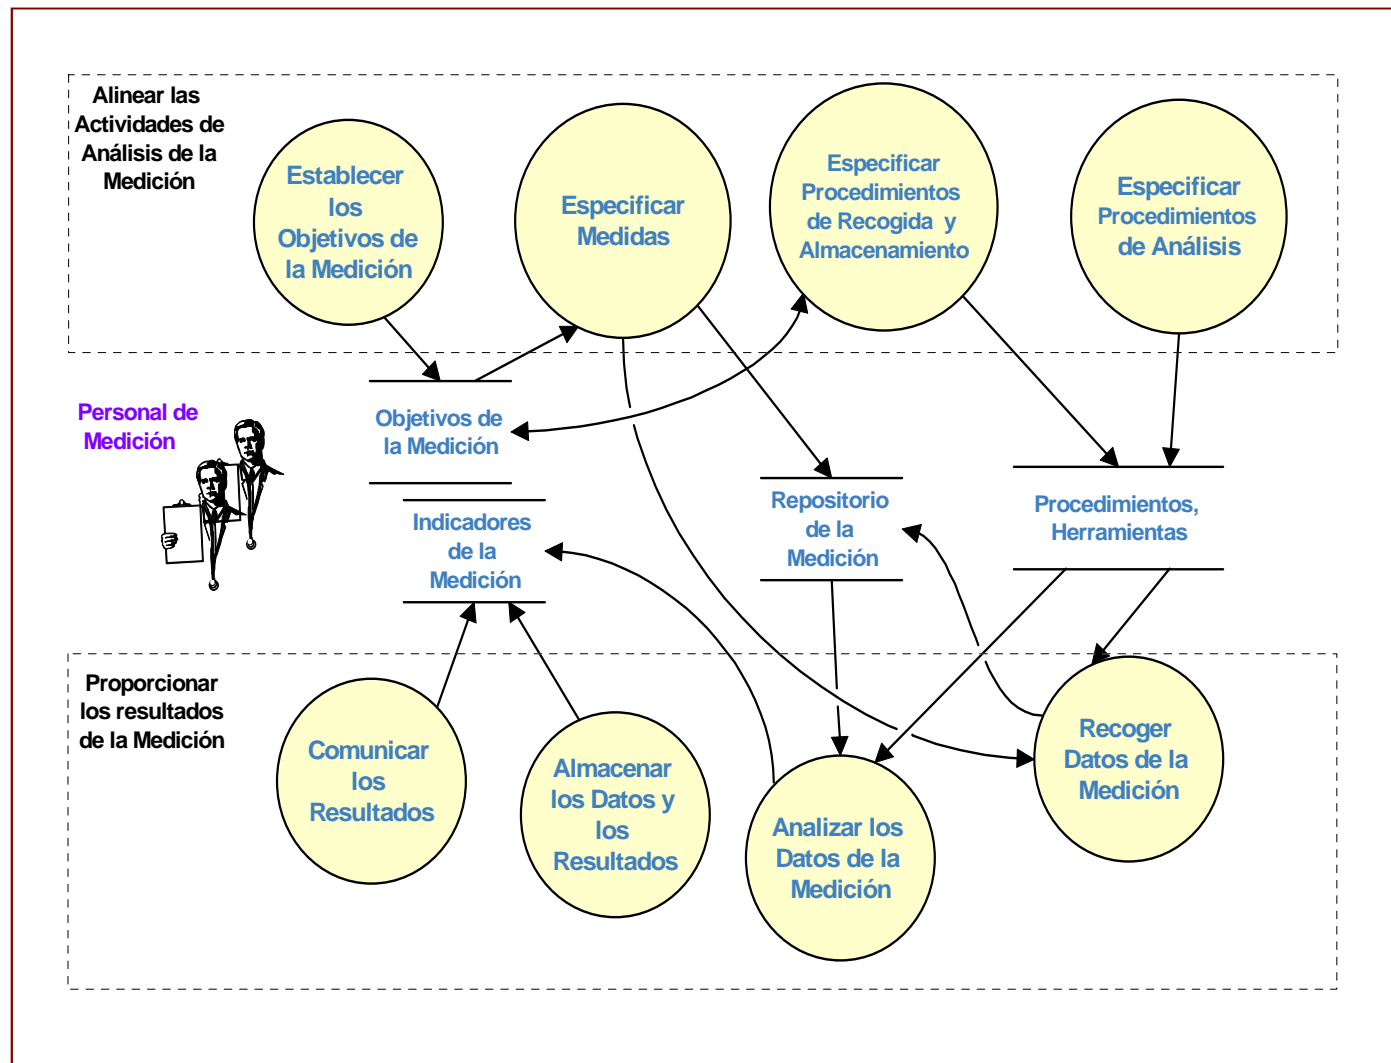 Alinear las
Actividades de
Análisis de la
Medición
Establecer
los
Objetivos de
la Medición
Especificar
Medidas
Especificar
Procedimientos
de Recogida y
Almacenamiento
Especificar
Procedimientos
de Análisis
Personal de
Medición
Objetivos de
la Medición
Indicadores
de la
Medición
Repositorio
de la
Medición
Procedimientos,
Herramientas
Proporcionar
los resultados
de la Medición
Comunicar
los
Resultados
Almacenar
los Datos y
los
Resultados
Analizar los
Datos de la
Medición
Recoger
Datos de la
Medición